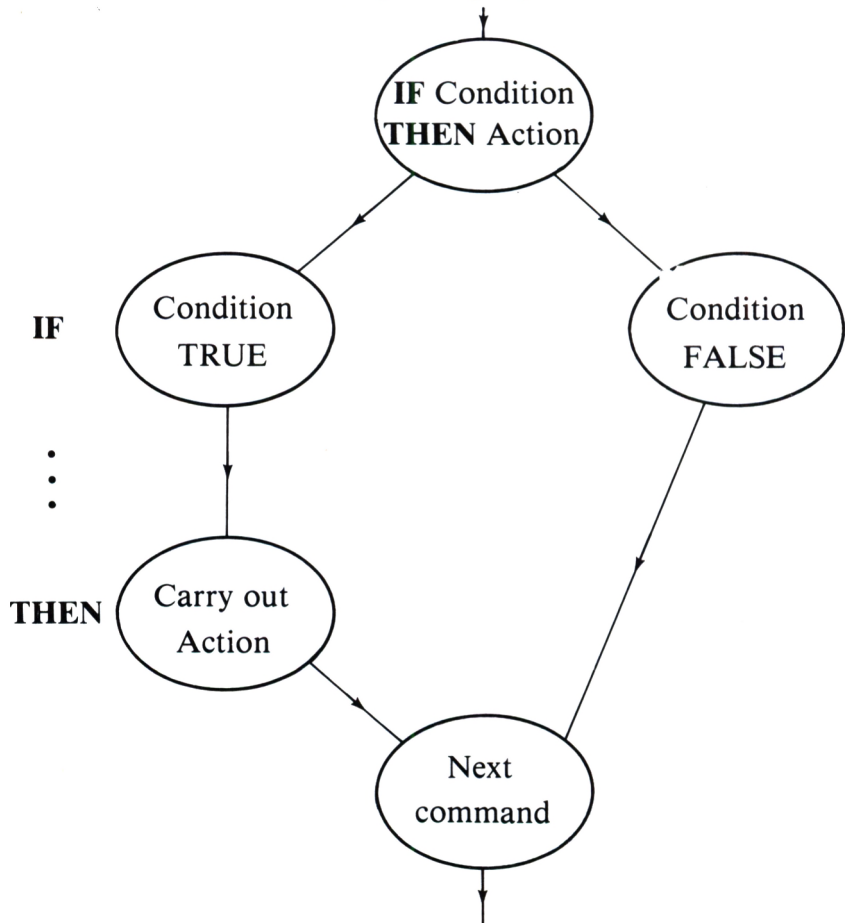 IF Condition
THEN Action
IF
Condition
TRUE
Condition
FALSE
THEN
Carry out
Action
Next
command